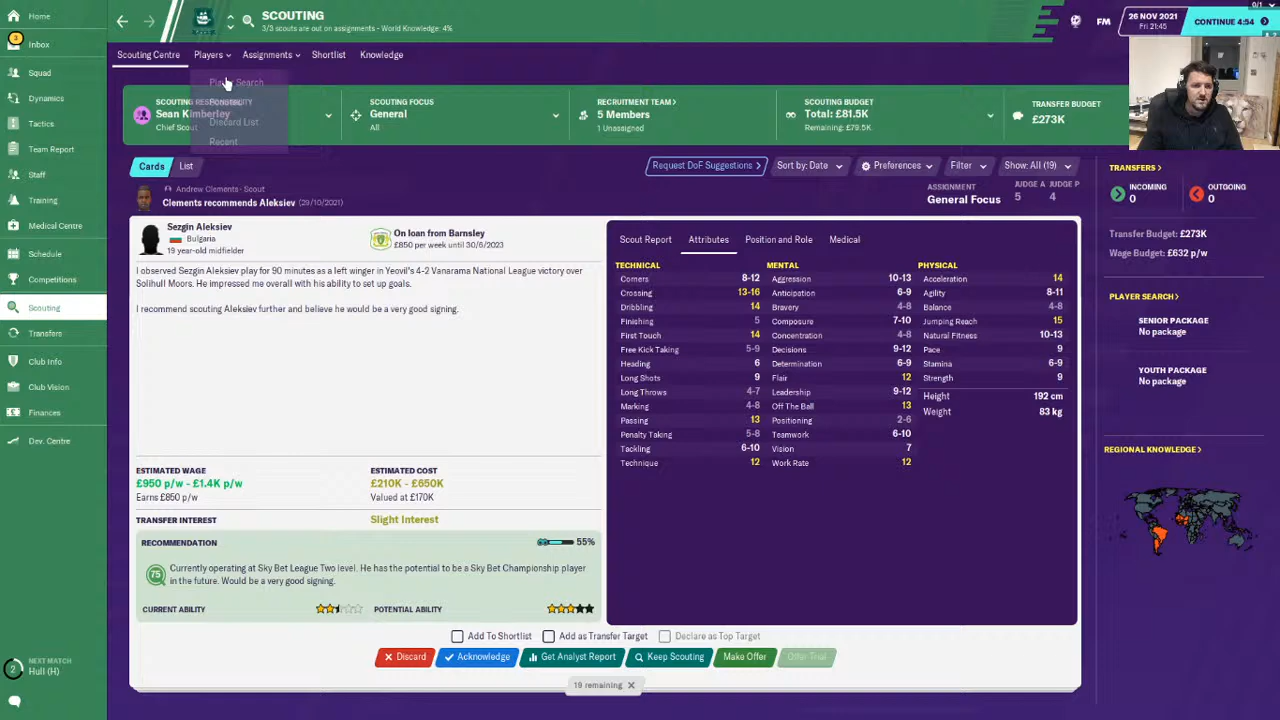 Home
SCOUTING
3/3 scouts are out on assignments - World Knowledge: 4%
FM
26 NOV 2021
Fri 21:45
CONTINUE 4:54
0/1
3
Inbox
Scouting Centre
Players
Assignments
Shortlist
Knowledge
Squad
Dynamics
Tactics
Team Report
Staff
Training
Medical Centre
Schedule
Competitions
Scouting
Transfers
Club Info
Club Vision
Finances
Dev. Centre
2
NEXT MATCH
Hull (H)
Player Search
Discard List
Recent
Sean Kimberley
Chief Scout
SCOUTING FOCUS
General
All
RECRUITMENT TEAM
5 Members
1 Unassigned
SCOUTING BUDGET
Total: £81.5K
Remaining: £79.5K
TRANSFER BUDGET
£273K
Cards
List
Request DoF Suggestions
Sort by: Date
Preferences
Filter
Show: All (19)
Andrew Clements - Scout
Clements recommends Aleksiev (29/10/2021)
ASSIGNMENT
General Focus
JUDGE A
5
JUDGE P
4
Sezgin Aleksiev
Bulgaria
19 year-old midfielder
On loan from Barnsley
£850 per week until 30/6/2023
I observed Sezgin Aleksiev play for 90 minutes as a left winger in Yeovil's 4-2 Vanarama National League victory over
Solihull Moors. He impressed me overall with his ability to set up goals.
I recommend scouting Aleksiev further and believe he would be a very good signing.
ESTIMATED WAGE
£950 p/w - £1.4K p/w
Earns £850 p/w
ESTIMATED COST
£210K - £650K
Valued at £170K
TRANSFER INTEREST
Slight Interest
RECOMMENDATION
55%
75
Currently operating at Sky Bet League Two level. He has the potential to be a Sky Bet Championship player
in the future. Would be a very good signing.
CURRENT ABILITY
POTENTIAL ABILITY
Scout Report
Attributes
Position and Role
Medical
TECHNICAL
Corners 8-12
Crossing 13-16
Dribbling 14
Finishing 5
First Touch 14
Free Kick Taking 5-9
Heading 6
Long Shots 9
Long Throws 4-7
Marking 4-8
Passing 13
Penalty Taking 5-8
Tackling 6-10
Technique 12
MENTAL
Aggression 10-13
Anticipation 6-9
Bravery 4-8
Composure 7-10
Concentration 4-8
Decisions 9-12
Determination 6-9
Flair 12
Leadership 9-12
Off The Ball 13
Positioning 2-6
Teamwork 6-10
Vision 7
Work Rate 12
PHYSICAL
Acceleration 14
Agility 8-11
Balance 4-8
Jumping Reach 15
Natural Fitness 10-13
Pace 9
Stamina 6-9
Strength 9
Height 192 cm
Weight 83 kg
Add To Shortlist
Add as Transfer Target
Declare as Top Target
Discard
Acknowledge
Get Analyst Report
Keep Scouting
Make Offer
Offer Trial
19 remaining
TRANSFERS
INCOMING
0
OUTGOING
0
Transfer Budget: £273K
Wage Budget: £632 p/w
PLAYER SEARCH
SENIOR PACKAGE
No package
YOUTH PACKAGE
No package
REGIONAL KNOWLEDGE